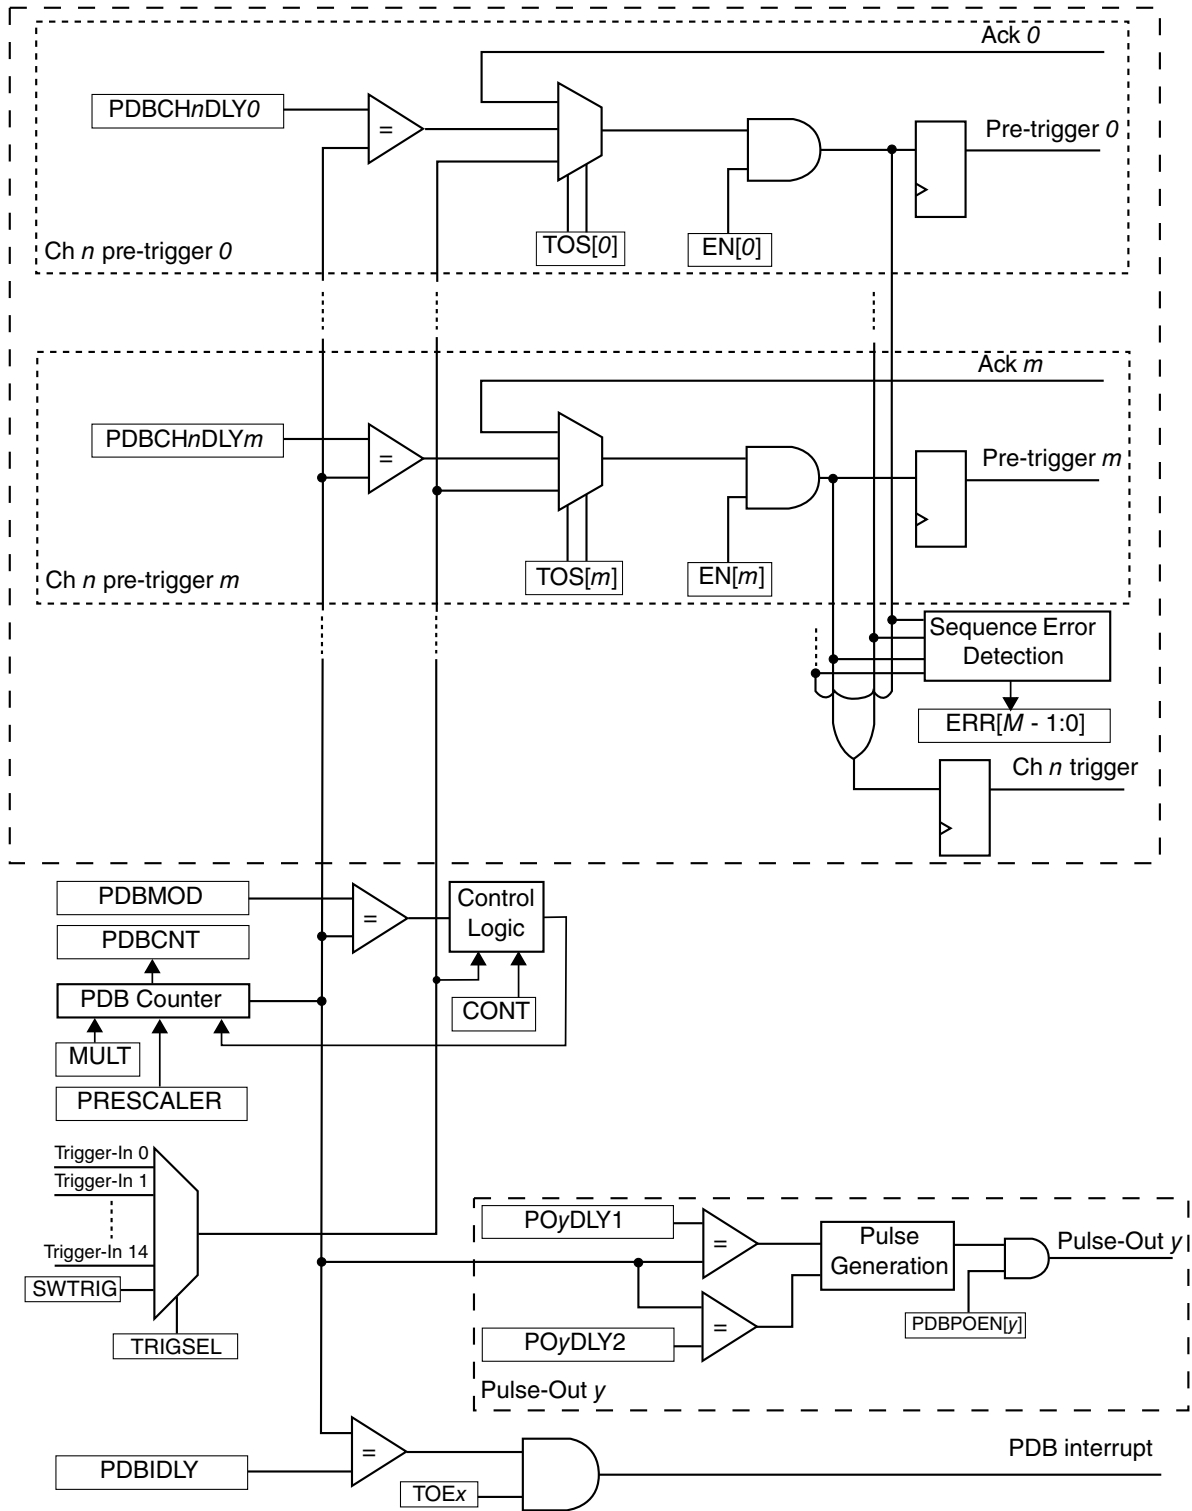 Ack 0
PDBCHnDLY0
=
Pre-trigger 0
TOS[0]
EN[0]
Ch n pre-trigger 0
Ack m
PDBCHnDLYm
=
Pre-trigger m
TOS[m]
EN[m]
Ch n pre-trigger m
Sequence Error
Detection
ERR[M - 1:0]
Ch n trigger
PDBMOD
=
Control
Logic
PDBCNT
PDB Counter
CONT
MULT
PRESCALER
Trigger-In 0
Trigger-In 1
Trigger-In 14
SWTRIG
TRIGSEL
POyDLY1
=
Pulse
Generation
Pulse-Out y
PDBPOEN[y]
POyDLY2
=
Pulse-Out y
PDBIDLY
=
TOEx
PDB interrupt